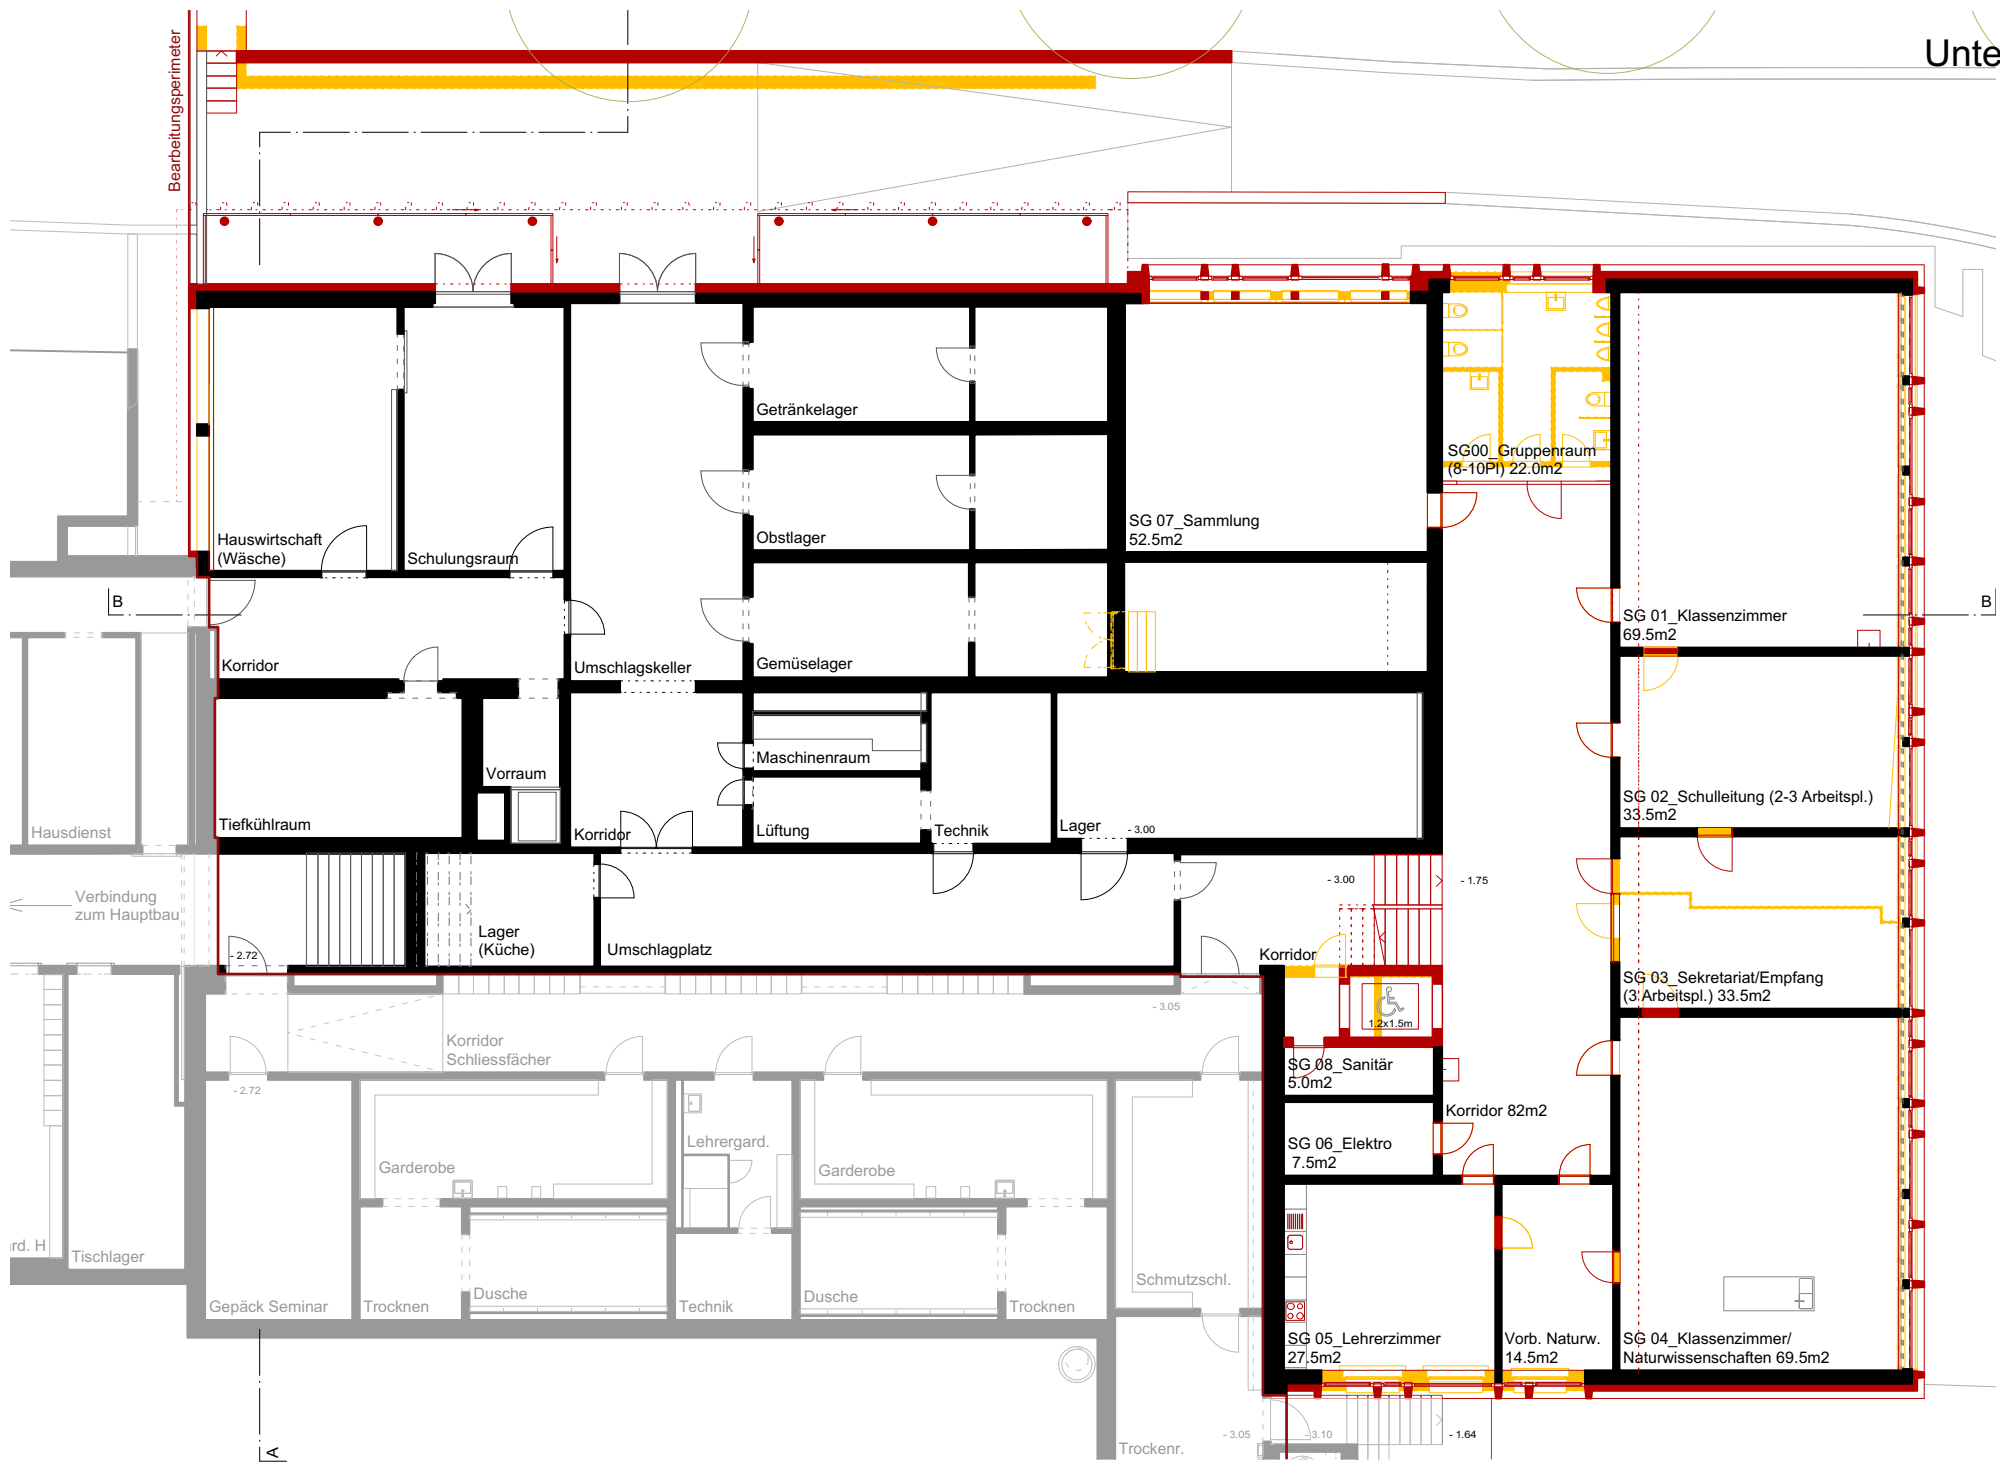 Unte
Bearbeitungsperimeter
Getränkelager
SG00_Gruppenraum
(8-10Pl) 22.0m2
SG 07_Sammlung
52.5m2
Hauswirtschaft
(Wäsche)
Schulungsraum
Obstlager
B
B
SG 01_Klassenzimmer
69.5m2
Korridor
Umschlagskeller
Gemüselager
Vorraum
Maschinenraum
SG 02_Schulleitung (2-3 Arbeitspl.)
33.5m2
Hausdienst
Tiefkühlraum
Korridor
Lüftung
Technik
Lager
- 3.00
- 3.00
- 1.75
Verbindung
zum Hauptbau
Lager
(Küche)
Umschlagplatz
- 2.72
Korridor
SG 03_Sekretariat/Empfang
(3 Arbeitspl.) 33.5m2
- 3.05
1.2x1.5m
Korridor
Schliessfächer
- 2.72
SG 08_Sanitär
5.0m2
Korridor 82m2
Lehrergard.
SG 06_Elektro
7.5m2
Garderobe
Garderobe
rd. H
Tischlager
Gepäck Seminar
Trocknen
Dusche
Technik
Dusche
Trocknen
Schmutzschl.
SG 05_Lehrerzimmer
27.5m2
Vorb. Naturw.
14.5m2
SG 04_Klassenzimmer/
Naturwissenschaften 69.5m2
A
Trockenr.
- 3.05
- 3.10
- 1.64